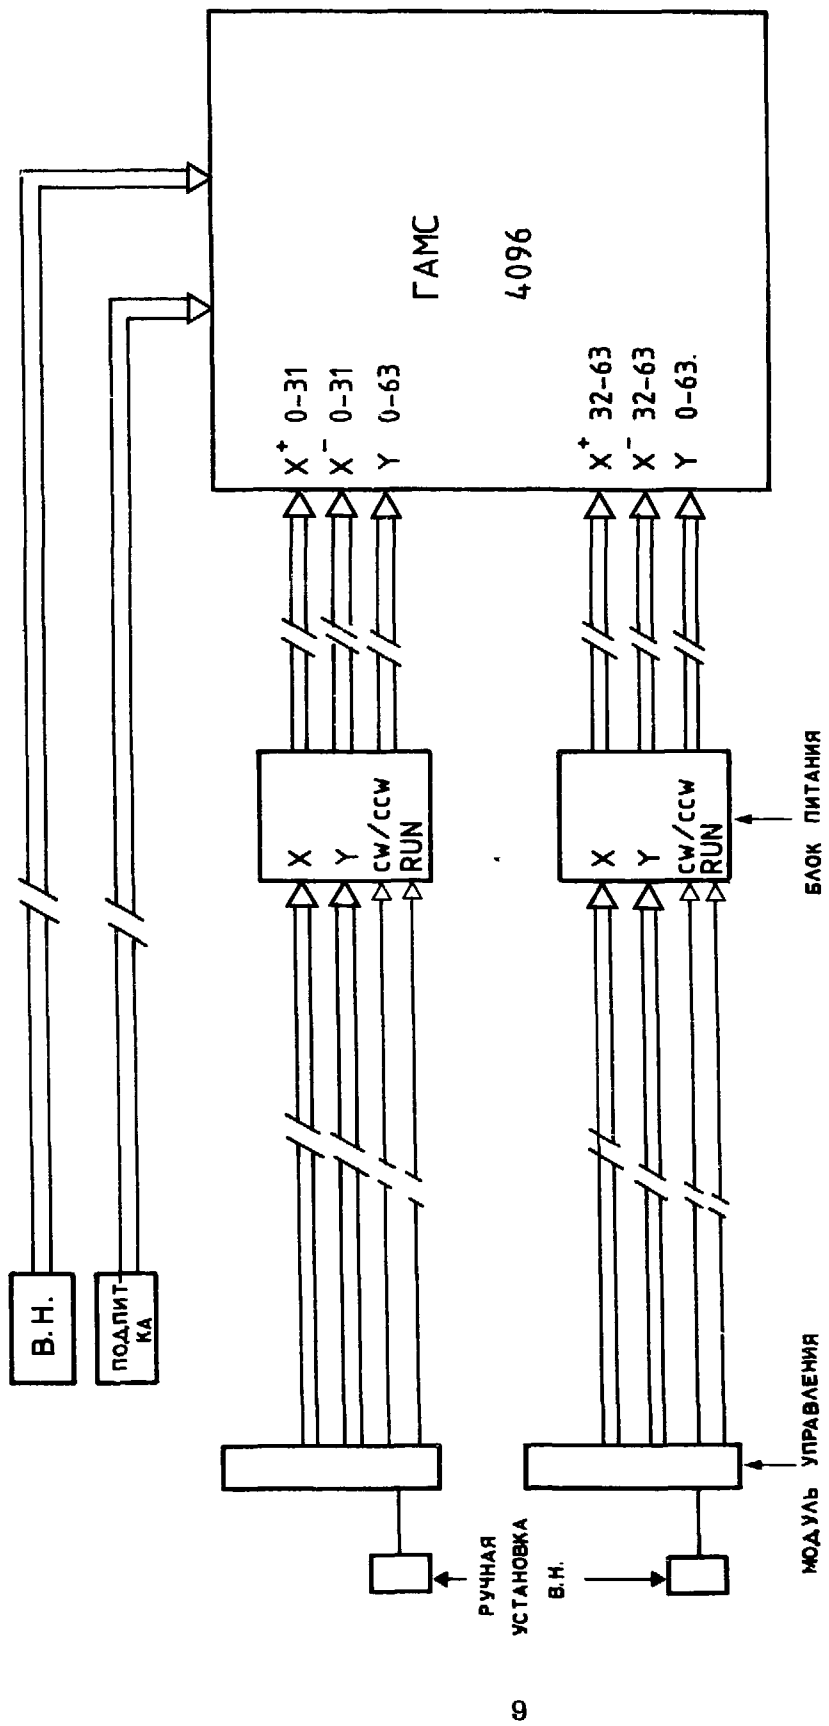 В.Н.
ПОДПИТ-
КА
ГАМС
4096
X⁺ 0-31
X⁻ 0-31
Y 0-63
X⁺ 32-63
X⁻ 32-63
Y 0-63.
X
Y
CW/CCW
RUN
X
Y
CW/CCW
RUN
БЛОК ПИТАНИЯ
МОДУЛЬ УПРАВЛЕНИЯ
РУЧНАЯ
УСТАНОВКА
В.Н.
9